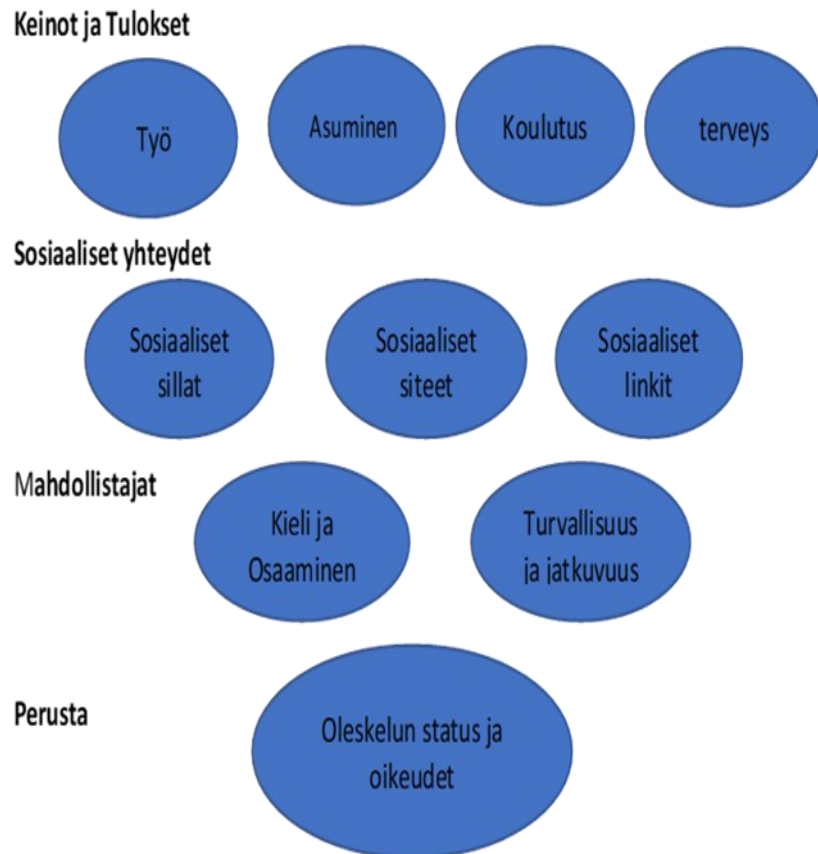 Keinot ja Tulokset
Työ
Asuminen
Koulutus
terveys
Sosiaaliset yhteydet
Sosiaaliset
sillat
Sosiaaliset
siteet
Sosiaaliset
linkit
Mahdollistajat
Kieli ja
Osaaminen
Turvallisuus
ja jatkuvuus
Perusta
Oleskelun status ja
oikeudet